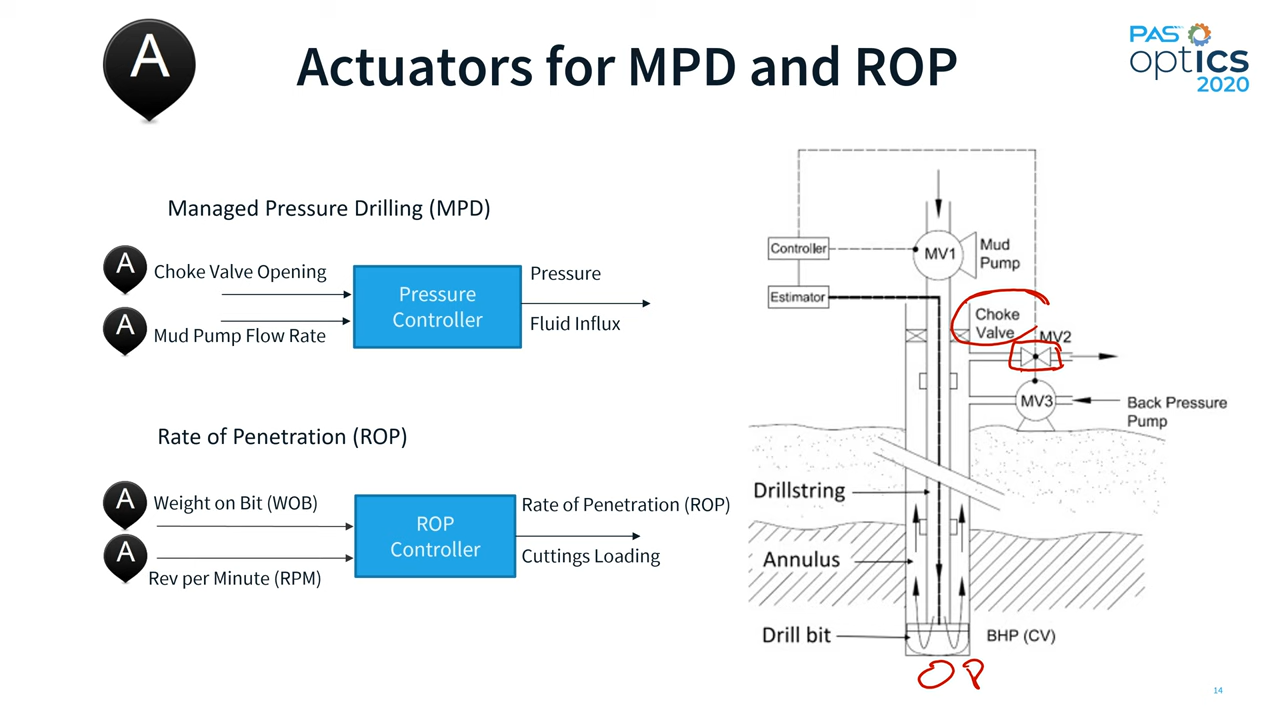 A
Actuators for MPD and ROP
PAS
optics
2020
Managed Pressure Drilling (MPD)
A
Choke Valve Opening
A
Mud Pump Flow Rate
Pressure
Controller
Pressure
Fluid Influx
Rate of Penetration (ROP)
A
Weight on Bit (WOB)
A
Rev per Minute (RPM)
ROP
Controller
Rate of Penetration (ROP)
Cuttings Loading
Controller
MV1
Mud
Pump
Estimator
Choke
Valve
MV2
MV3
Back Pressure
Pump
Drillstring
Annulus
Drill bit
BHP (CV)
OP
14